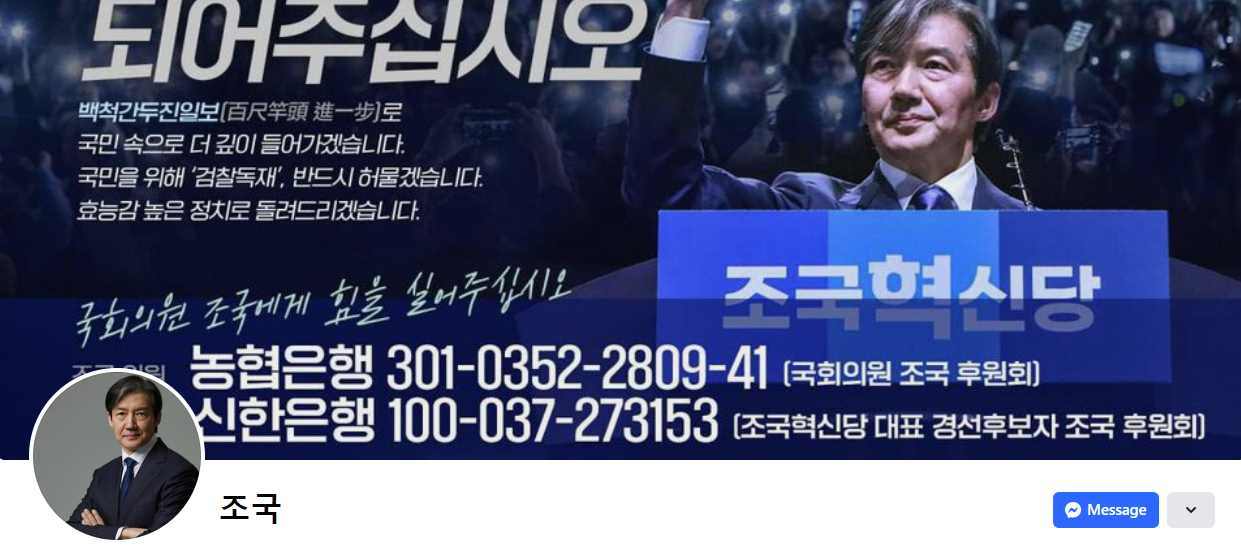 되어주십시오
백척간두진일보(百尺竿頭 進一步)로
국민 속으로 더 깊이 들어가겠습니다.
국민을 위해 '검찰독재', 반드시 허물겠습니다.
효능감 높은 정치로 돌려드리겠습니다.
조국혁신당
국회의원 조국에게 힘을 실어주십시오
농협은행 301-0352-2809-41 (국회의원 조국 후원회)
신한은행 100-037-273153 (조국혁신당 대표 경선후보자 조국 후원회)
조국
Message